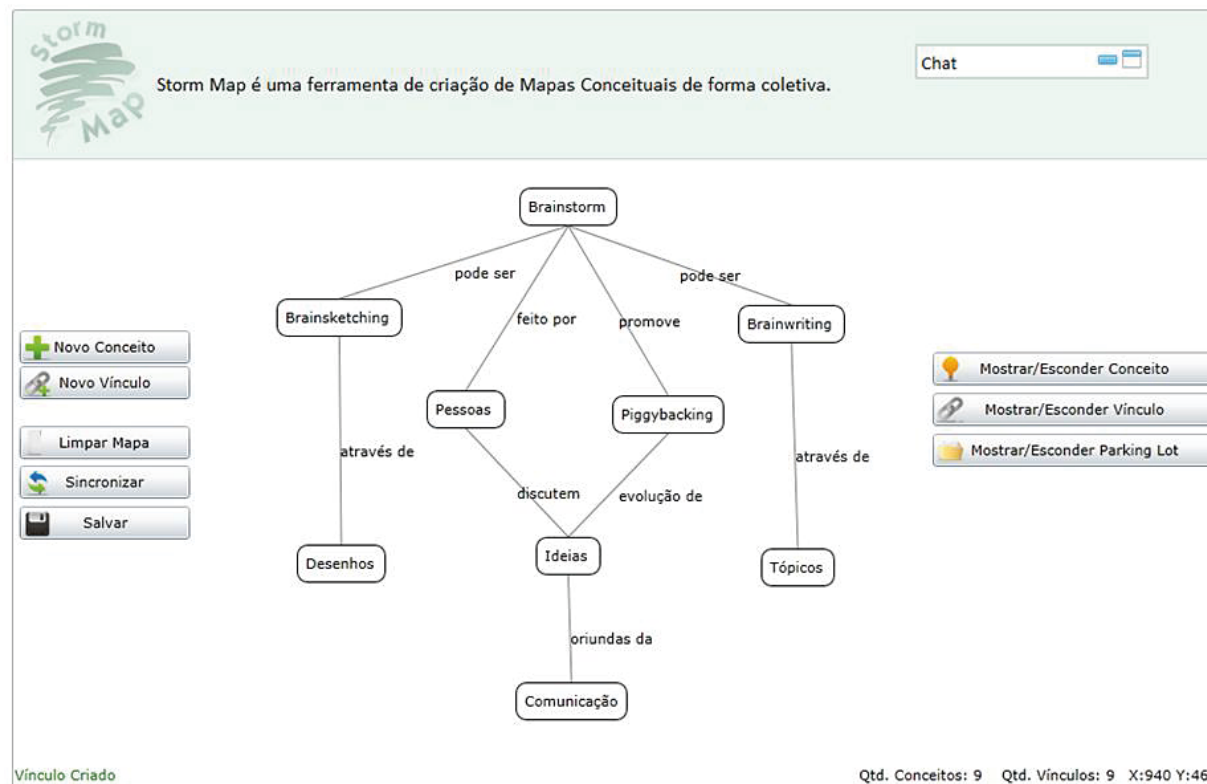 Storm
Map
Storm Map é uma ferramenta de criação de Mapas Conceituais de forma coletiva.
Chat
Brainstorm
pode ser
pode ser
Brainsketching
feito por
promove
Brainwriting
Novo Conceito
Novo Vínculo
Mostrar/Esconder Conceito
Mostrar/Esconder Vínculo
Mostrar/Esconder Parking Lot
Pessoas
Piggybacking
Limpar Mapa
Sincronizar
Salvar
através de
através de
discutem
evolução de
Desenhos
Ideias
Tópicos
oriundas da
Comunicação
Vínculo Criado
Qtd. Conceitos: 9 Qtd. Vínculos: 9 X:940 Y:46